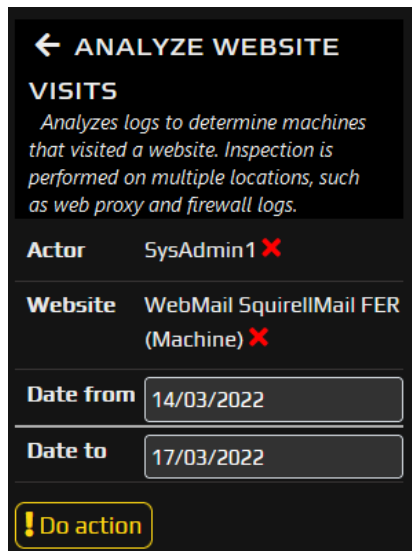 ← ANALYZE WEBSITE
VISITS
Analyzes logs to determine machines
that visited a website. Inspection is
performed on multiple locations, such
as web proxy and firewall logs.
Actor SysAdmin1 ✖
Website WebMail SquirellMail FER
(Machine) ✖
Date from 14/03/2022
Date to 17/03/2022
! Do action